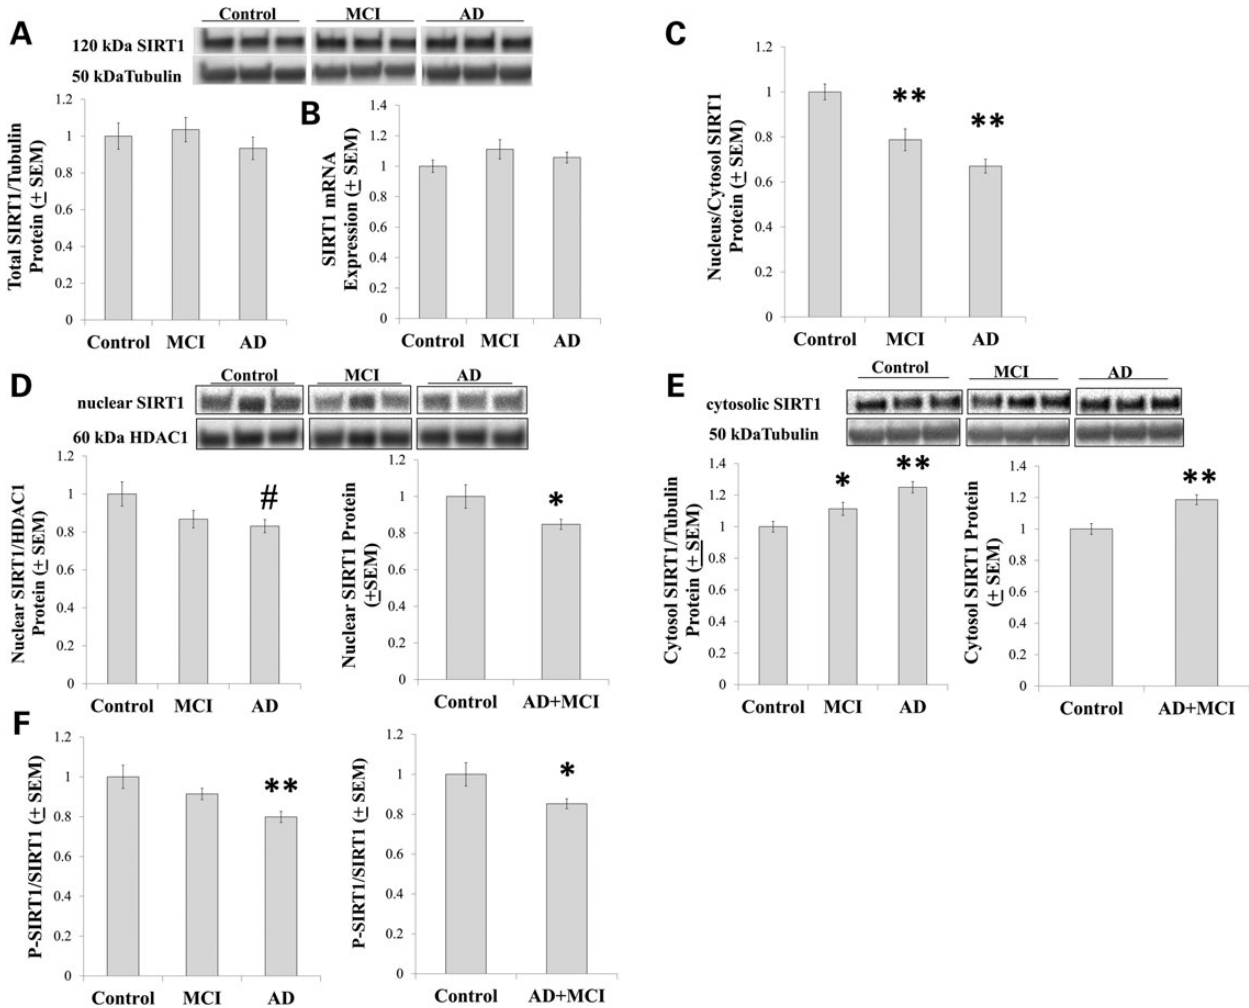 A
Control MCI AD
120 kDa SIRT1
50 kDaTubulin
Total SIRT1/Tubulin
Protein (± SEM)
1.2
1
0.8
0.6
0.4
0.2
0
Control MCI AD
B
SIRT1 mRNA
Expression (± SEM)
1.4
1.2
1
0.8
0.6
0.4
0.2
0
Control MCI AD
C
Nucleus/Cytosol SIRT1
Protein (± SEM)
1.2
1
0.8
0.6
0.4
0.2
0
**
**
Control MCI AD
D
Control MCI AD
nuclear SIRT1
60 kDa HDAC1
Nuclear SIRT1/HDAC1
Protein (± SEM)
1.2
1
0.8
0.6
0.4
0.2
0
#
Control MCI AD
Nuclear SIRT1 Protein
(±SEM)
1.2
1
0.8
0.6
0.4
0.2
0
*
Control AD+MCI
E
Control MCI AD
cytosolic SIRT1
50 kDaTubulin
Cytosol SIRT1/Tubulin
Protein (± SEM)
1.4
1.2
1
0.8
0.6
0.4
0.2
0
*
**
Control MCI AD
Cytosol SIRT1 Protein
(± SEM)
1.4
1.2
1
0.8
0.6
0.4
0.2
0
**
Control AD+MCI
F
P-SIRT1/SIRT1 (± SEM)
1.2
1
0.8
0.6
0.4
0.2
0
**
Control MCI AD
P-SIRT1/SIRT1 (± SEM)
1.2
1
0.8
0.6
0.4
0.2
0
*
Control AD+MCI